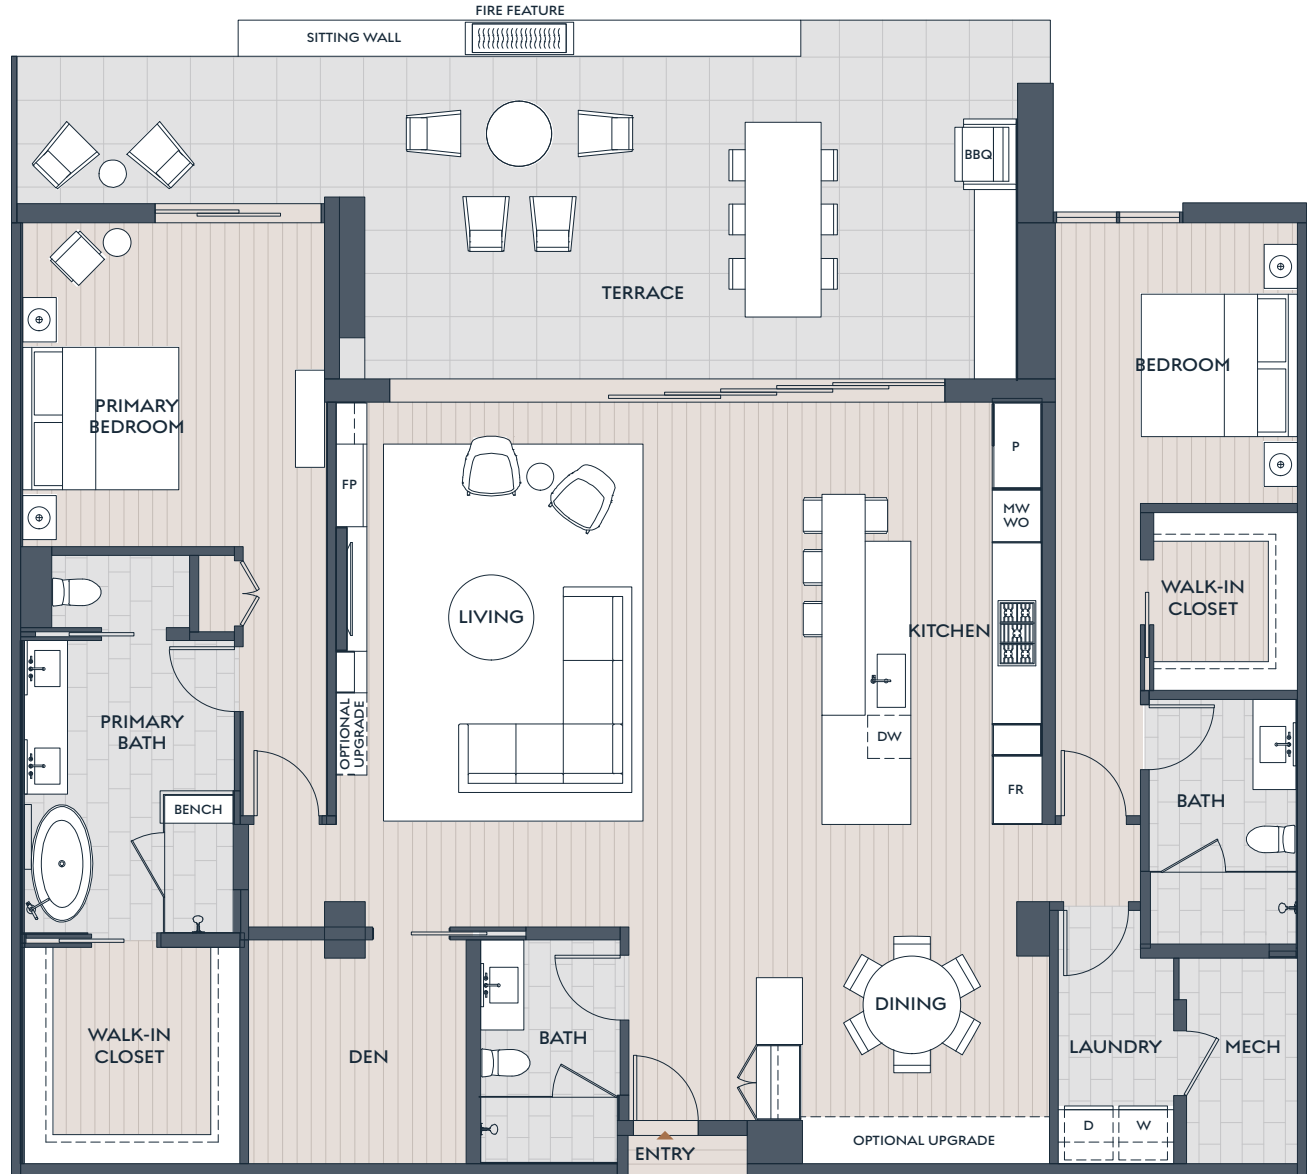 FIRE FEATURE
SITTING WALL
BBQ
TERRACE
BEDROOM
PRIMARY
BEDROOM
P
FP
MW
WO
WALK-IN
CLOSET
LIVING
KITCHEN
OPTIONAL
UPGRADE
PRIMARY
BATH
DW
FR
BENCH
BATH
DINING
WALK-IN
CLOSET
DEN
BATH
LAUNDRY
MECH
D
W
OPTIONAL UPGRADE
ENTRY